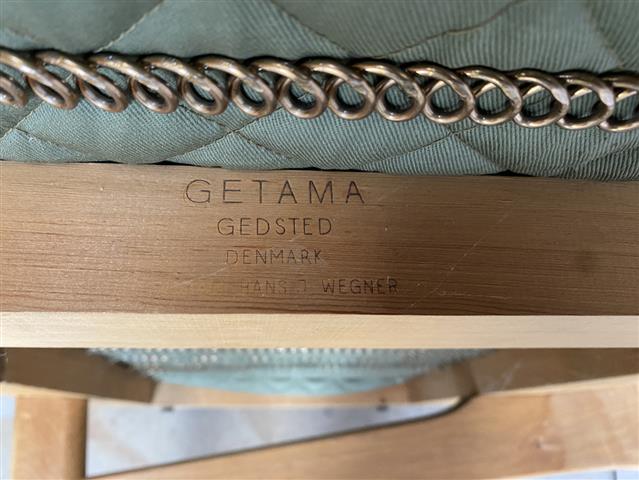 GETAMA
GEDSTED
DENMARK
HANS J WEGNER